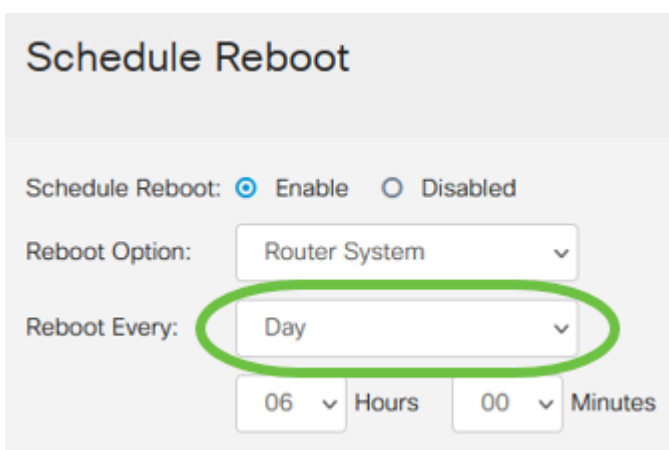 Schedule Reboot
Schedule Reboot: Enable Disabled
Reboot Option: Router System
Reboot Every: Day
06 Hours 00 Minutes